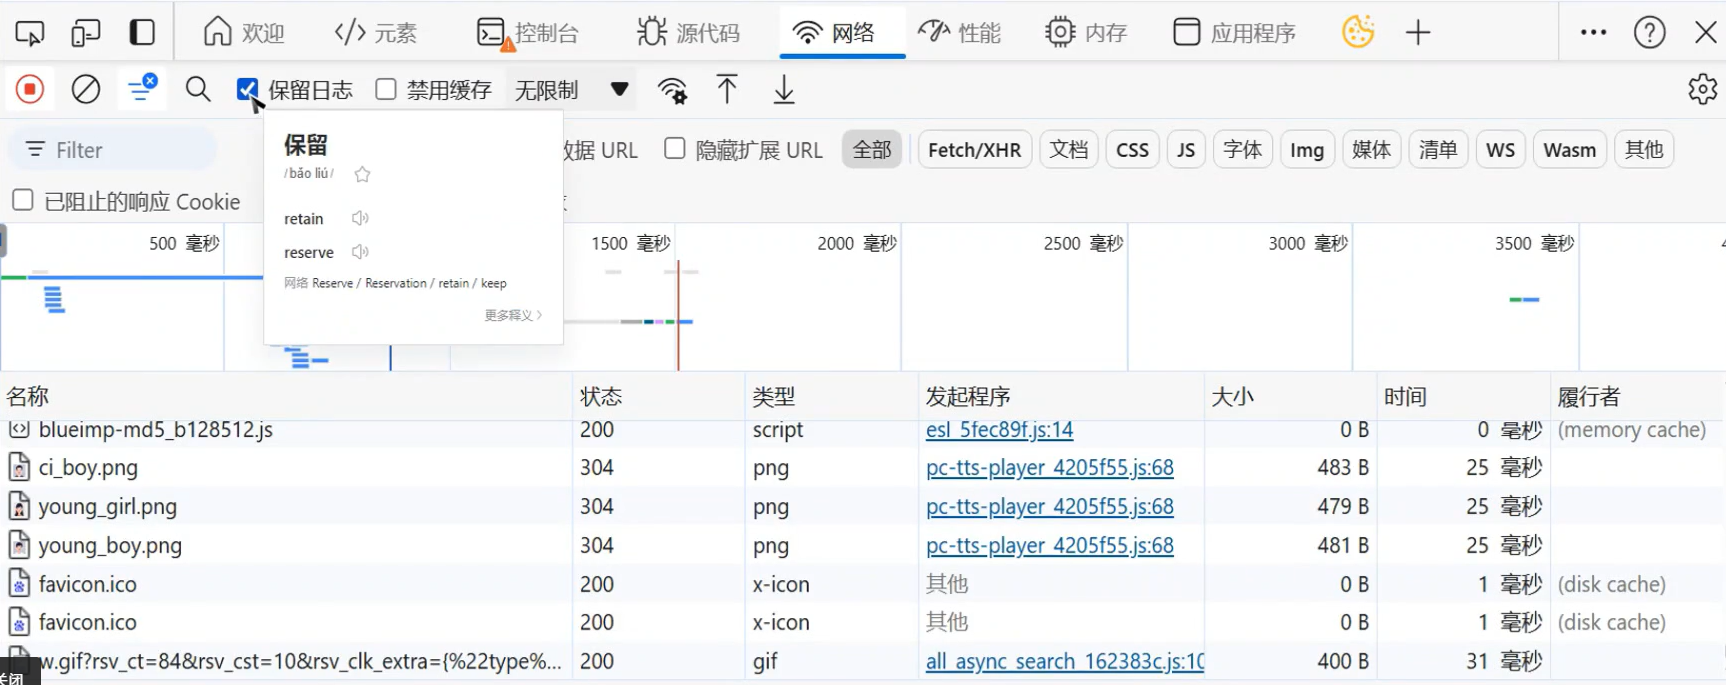 欢迎 元素 控制台 源代码 网络 性能 内存 应用程序
保留日志 禁用缓存 无限制
Filter 数据 URL 隐藏扩展 URL 全部 Fetch/XHR 文档 CSS JS 字体 Img 媒体 清单 WS Wasm 其他
已阻止的响应 Cookie
保留
/bǎo liú/
retain
reserve
网络 Reserve / Reservation / retain / keep
更多释义
500 毫秒 1500 毫秒 2000 毫秒 2500 毫秒 3000 毫秒 3500 毫秒
名称 状态 类型 发起程序 大小 时间 履行者
blueimp-md5_b128512.js 200 script esl_5fec89f.js:14 0 B 0 毫秒 (memory cache)
ci_boy.png 304 png pc-tts-player_4205f55.js:68 483 B 25 毫秒
young_girl.png 304 png pc-tts-player_4205f55.js:68 479 B 25 毫秒
young_boy.png 304 png pc-tts-player_4205f55.js:68 481 B 25 毫秒
favicon.ico 200 x-icon 其他 0 B 1 毫秒 (disk cache)
favicon.ico 200 x-icon 其他 0 B 1 毫秒 (disk cache)
w.gif?rsv_ct=84&rsv_cst=10&rsv_clk_extra={%22type%... 200 gif all_async_search_162383c.js:10 400 B 31 毫秒
关闭